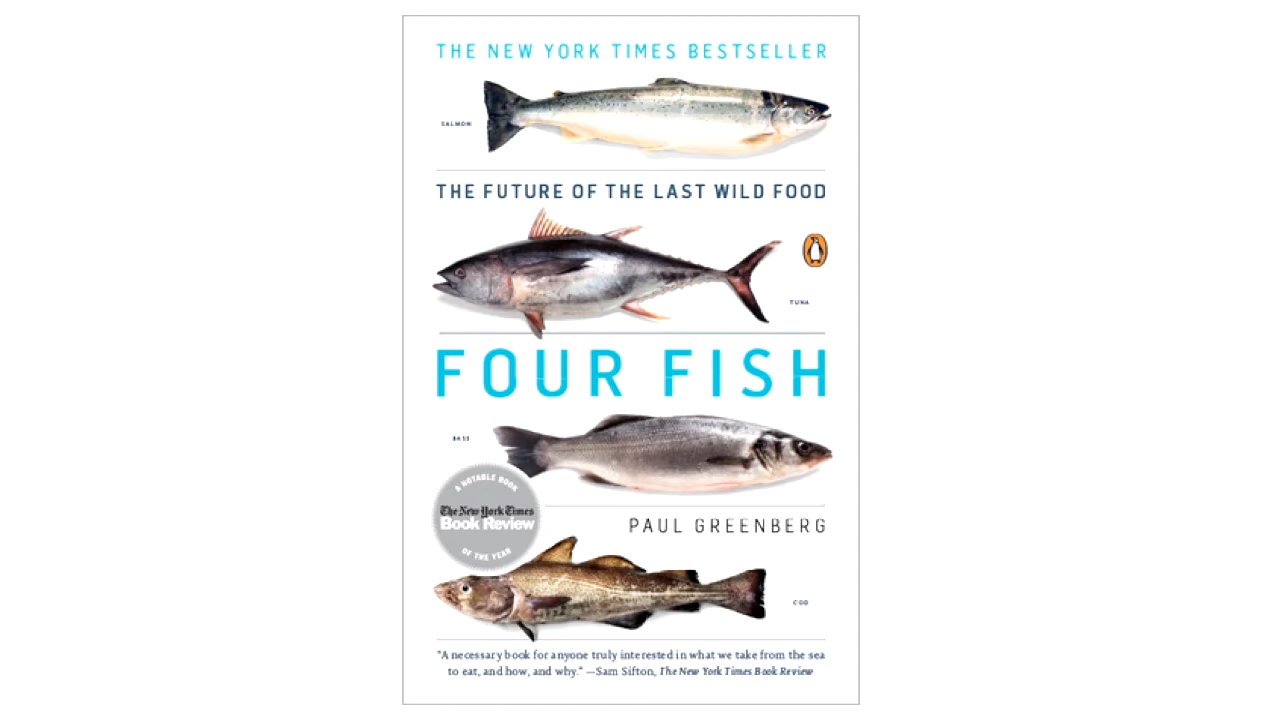 THE NEW YORK TIMES BESTSELLER
SALMON
THE FUTURE OF THE LAST WILD FOOD
TUNA
FOUR FISH
BASS
A NOTABLE BOOK
The New York Times
Book Review
OF THE YEAR
PAUL GREENBERG
COD
"A necessary book for anyone truly interested in what we take from the sea
to eat, and how, and why." —Sam Sifton, The New York Times Book Review